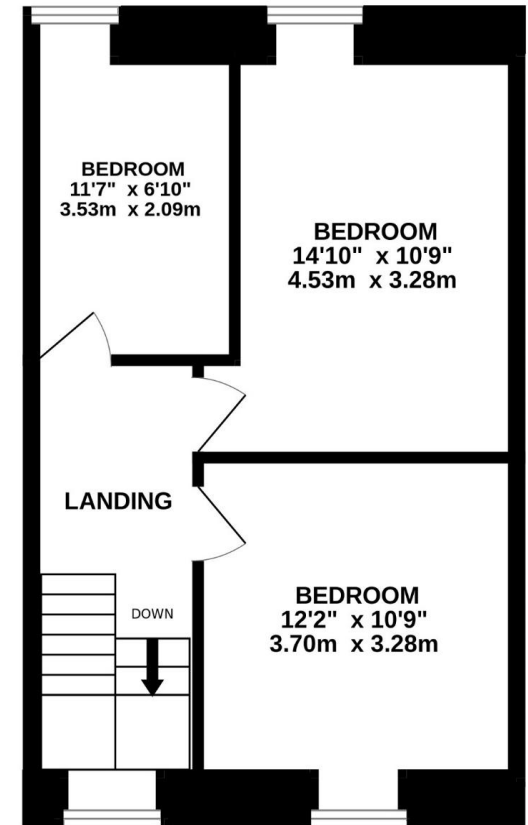 BEDROOM
11'7" x 6'10"
3.53m x 2.09m
BEDROOM
14'10" x 10'9"
4.53m x 3.28m
LANDING
DOWN
BEDROOM
12'2" x 10'9"
3.70m x 3.28m